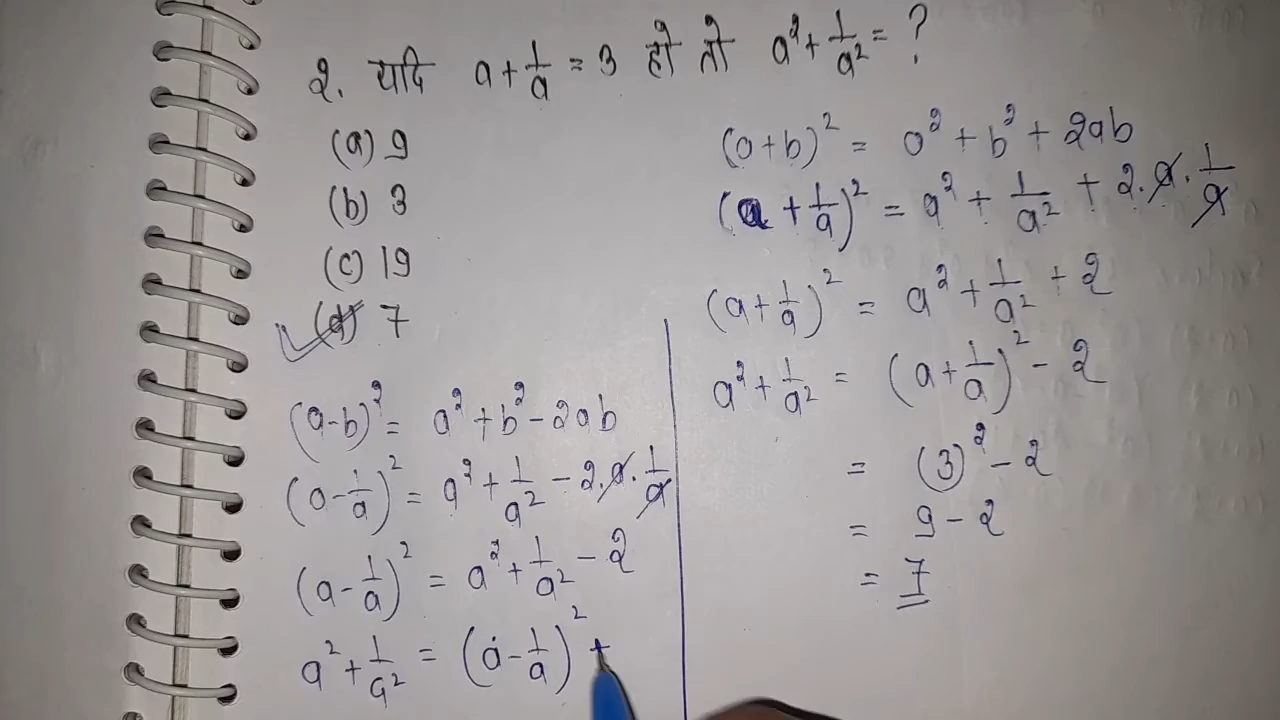 2. यदि a + 1/a = 3 हो तो a² + 1/a² = ?
(a) 9
(b) 3
(c) 19
(d) 7
(a+b)² = a² + b² + 2ab
(a + 1/a)² = a² + 1/a² + 2.a.1/a
(a + 1/a)² = a² + 1/a² + 2
a² + 1/a² = (a + 1/a)² - 2
= (3)² - 2
= 9 - 2
= 7
(a-b)² = a² + b² - 2ab
(a - 1/a)² = a² + 1/a² - 2.a.1/a
(a - 1/a)² = a² + 1/a² - 2
a² + 1/a² = (a - 1/a)² +